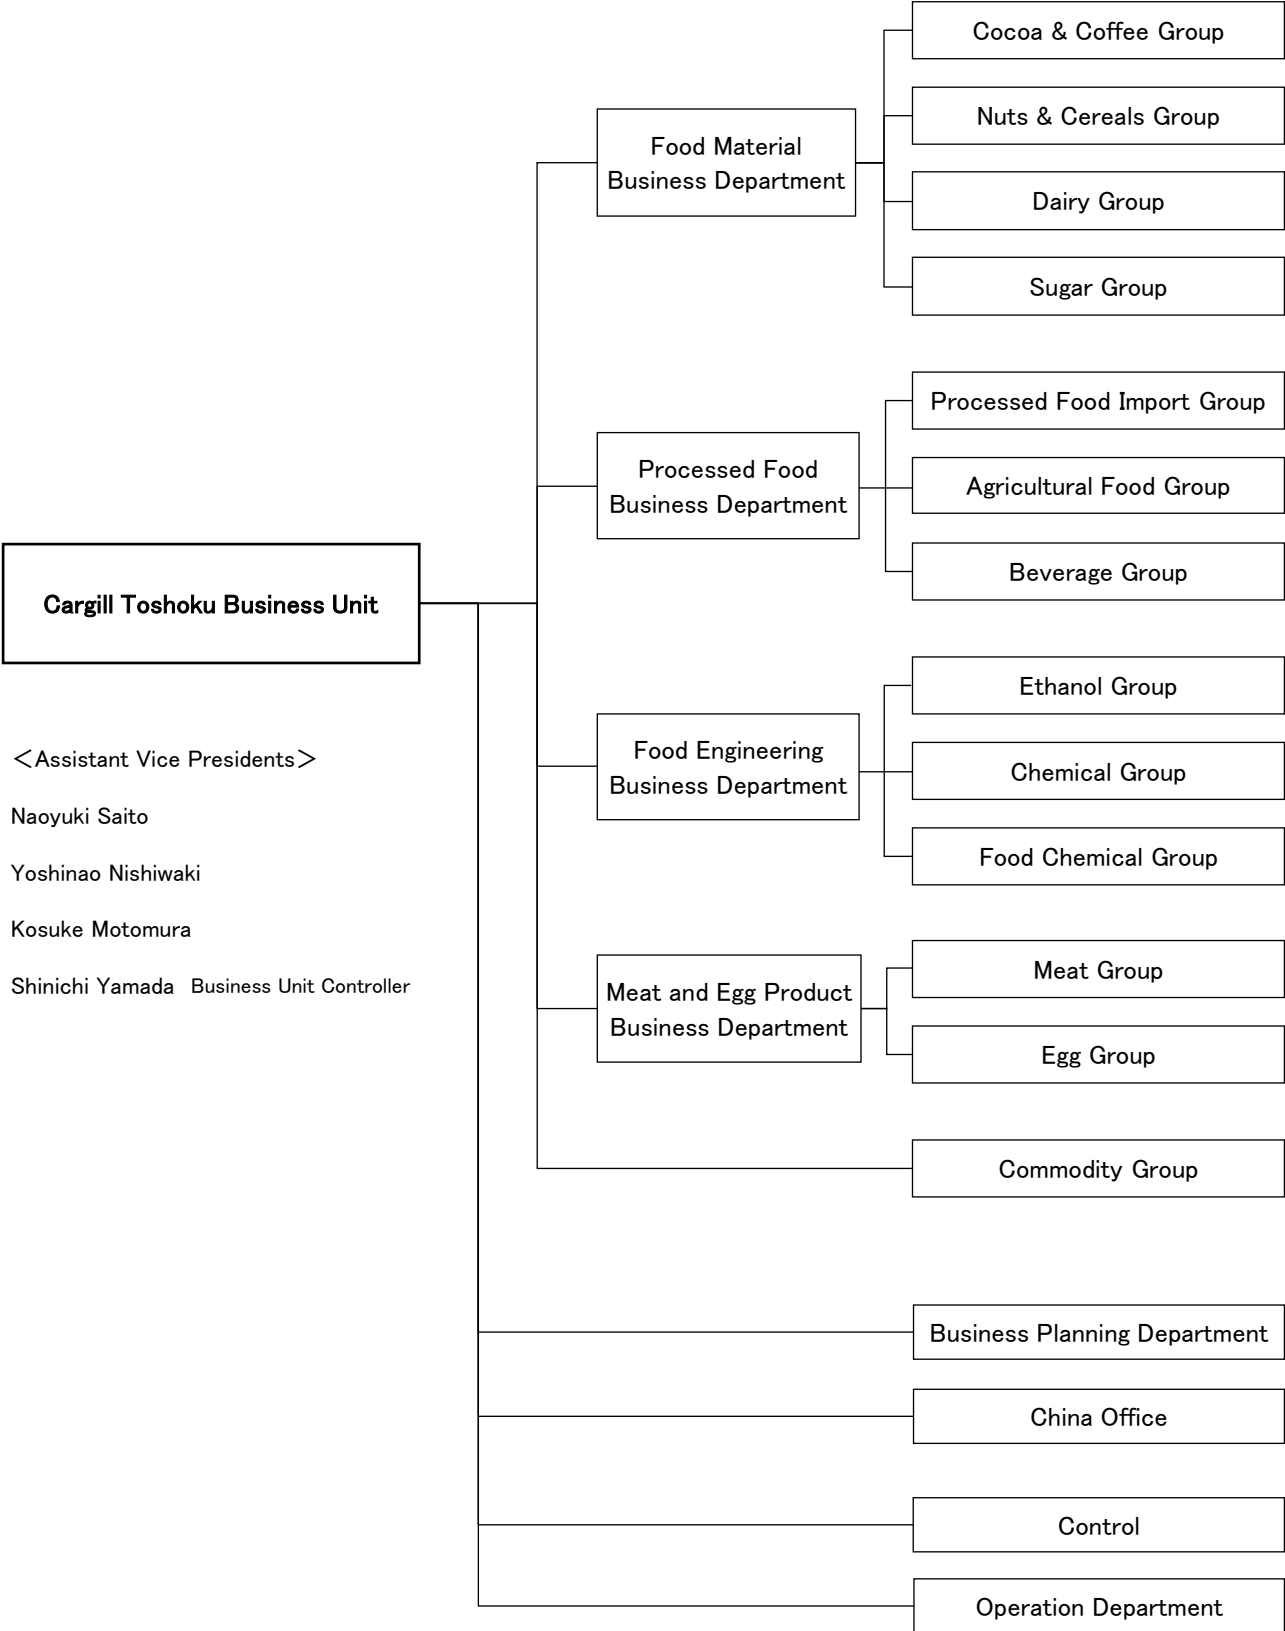 Cocoa & Coffee Group
Nuts & Cereals Group
Food Material
Business Department
Dairy Group
Sugar Group
Processed Food Import Group
Processed Food
Business Department
Agricultural Food Group
Beverage Group
Cargill Toshoku Business Unit
Ethanol Group
Food Engineering
Business Department
Chemical Group
Food Chemical Group
<Assistant Vice Presidents>
Naoyuki Saito
Yoshinao Nishiwaki
Kosuke Motomura
Shinichi Yamada Business Unit Controller
Meat Group
Meat and Egg Product
Business Department
Egg Group
Commodity Group
Business Planning Department
China Office
Control
Operation Department